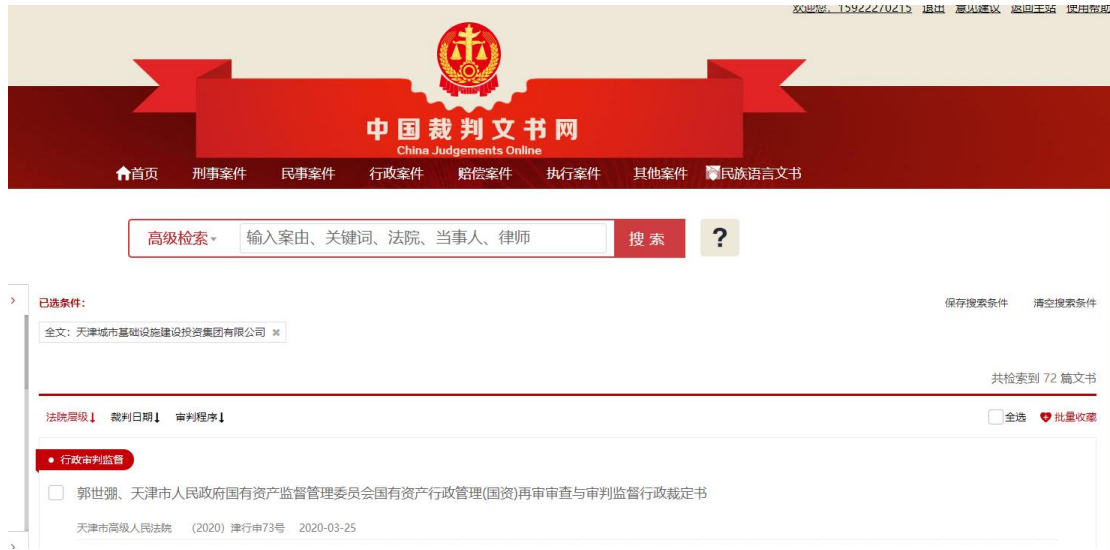 欢迎您，15922270215 退出 意见建议 返回主站 使用帮助
中国裁判文书网
China Judgements Online
首页 刑事案件 民事案件 行政案件 赔偿案件 执行案件 其他案件 民族语言文书
高级检索 输入案由、关键词、法院、当事人、律师 搜索 ?
已选条件： 保存搜索条件 清空搜索条件
全文：天津城市基础设施建设投资集团有限公司
共检索到 72 篇文书
法院层级 裁判日期 审判程序 全选 批量收藏
行政审判监督
郭世强、天津市人民政府国有资产监督管理委员会国有资产行政管理(国资)再审审查与审判监督行政裁定书
天津市高级人民法院 （2020）津行申73号 2020-03-25